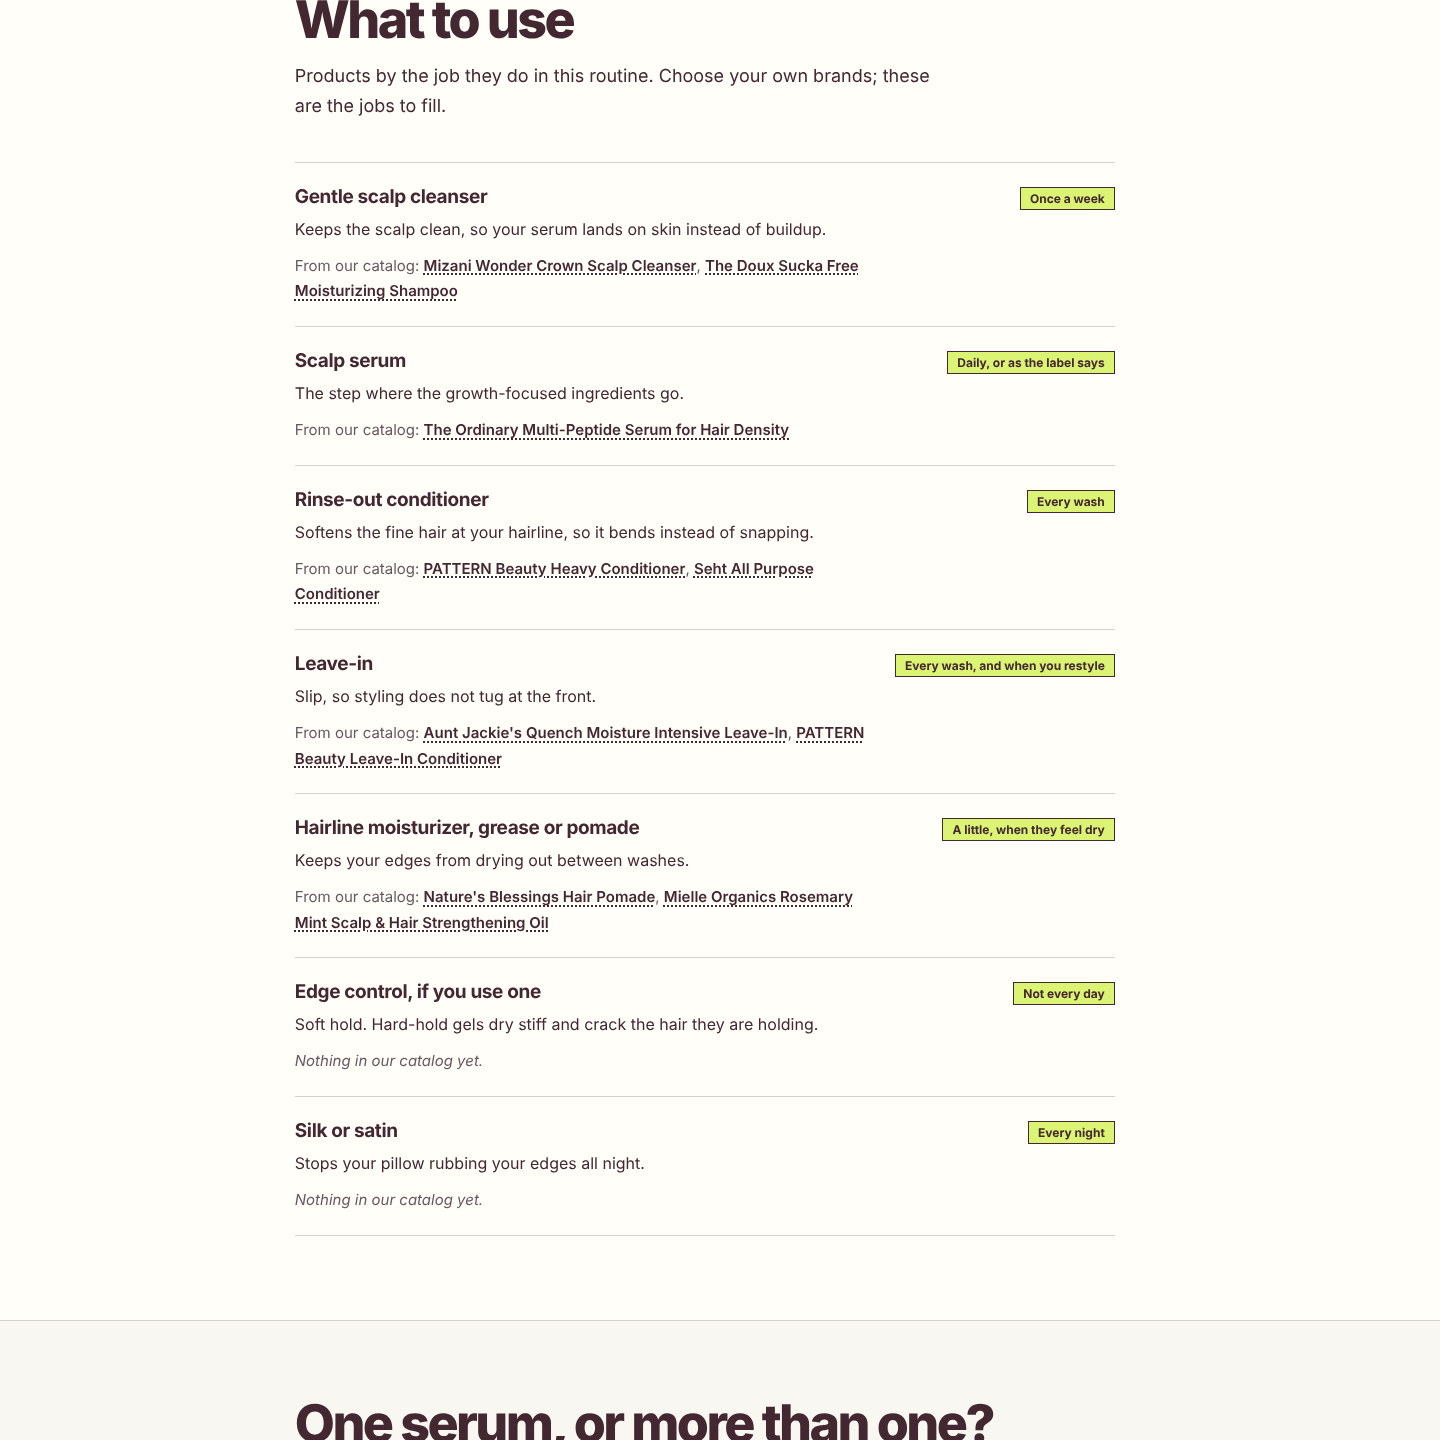 What to use
Products by the job they do in this routine. Choose your own brands; these
are the jobs to fill.
Gentle scalp cleanser
Once a week
Keeps the scalp clean, so your serum lands on skin instead of buildup.
From our catalog: Mizani Wonder Crown Scalp Cleanser, The Doux Sucka Free
Moisturizing Shampoo
Scalp serum
Daily, or as the label says
The step where the growth-focused ingredients go.
From our catalog: The Ordinary Multi-Peptide Serum for Hair Density
Rinse-out conditioner
Every wash
Softens the fine hair at your hairline, so it bends instead of snapping.
From our catalog: PATTERN Beauty Heavy Conditioner, Seht All Purpose
Conditioner
Leave-in
Every wash, and when you restyle
Slip, so styling does not tug at the front.
From our catalog: Aunt Jackie's Quench Moisture Intensive Leave-In, PATTERN
Beauty Leave-In Conditioner
Hairline moisturizer, grease or pomade
A little, when they feel dry
Keeps your edges from drying out between washes.
From our catalog: Nature's Blessings Hair Pomade, Mielle Organics Rosemary
Mint Scalp & Hair Strengthening Oil
Edge control, if you use one
Not every day
Soft hold. Hard-hold gels dry stiff and crack the hair they are holding.
Nothing in our catalog yet.
Silk or satin
Every night
Stops your pillow rubbing your edges all night.
Nothing in our catalog yet.
One serum, or more than one?